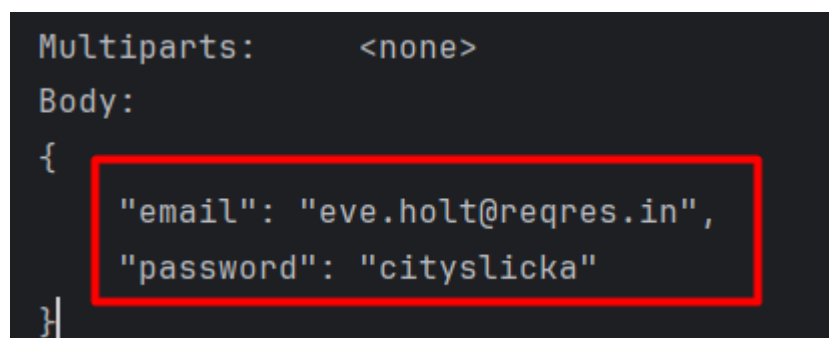 Multiparts:     <none>
Body:
{
    "email": "eve.holt@reqres.in",
    "password": "cityslicka"
}